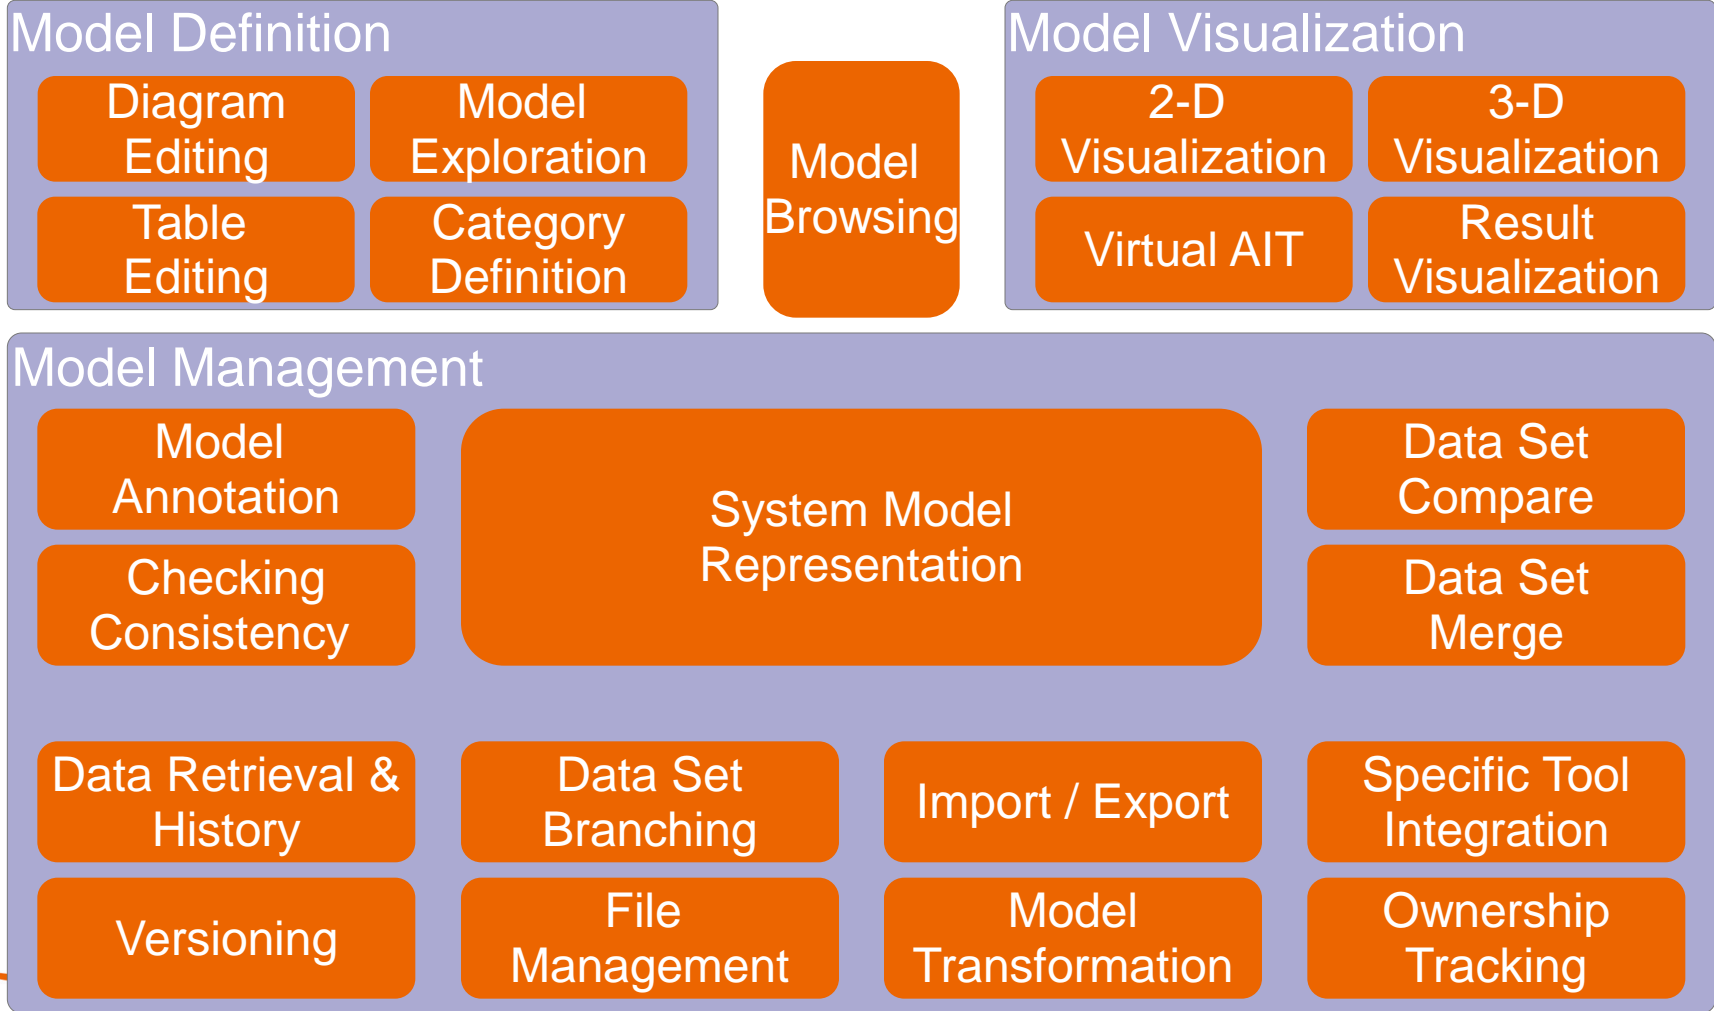 Model Definition
Diagram
Editing
Model
Exploration
Table
Editing
Category
Definition
Model
Browsing
Model Visualization
2-D
Visualization
3-D
Visualization
Virtual AIT
Result
Visualization
Model Management
Model
Annotation
System Model
Representation
Data Set
Compare
Checking
Consistency
Data Set
Merge
Data Retrieval &
History
Data Set
Branching
Import / Export
Specific Tool
Integration
Versioning
File
Management
Model
Transformation
Ownership
Tracking